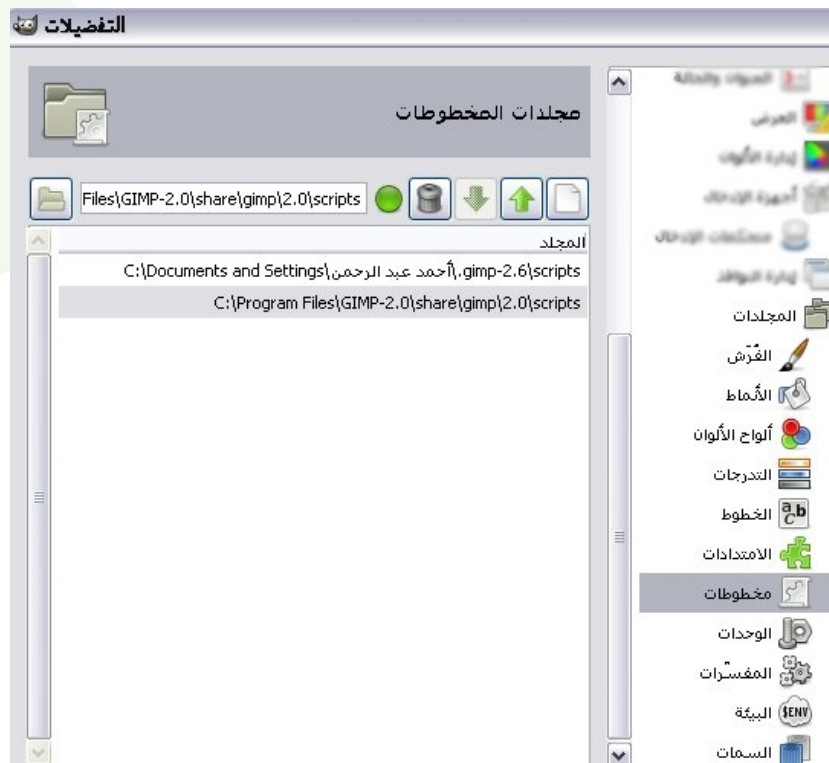 التفضيلات
مجلدات المخطوطات
Files\GIMP-2.0\share\gimp\2.0\scripts
المجلد
C:\Documents and Settings\أحمد عبد الرحمن\.gimp-2.6\scripts
C:\Program Files\GIMP-2.0\share\gimp\2.0\scripts
العرض
إدارة الألوان
أجهزة الإدخال
متحكمات الإدخال
إدارة النوافذ
المجلدات
الفُرَش
الأنماط
ألواح الألوان
التدرجات
الخطوط
الامتدادات
مخطوطات
الوحدات
المفسّرات
البيئة
السمات